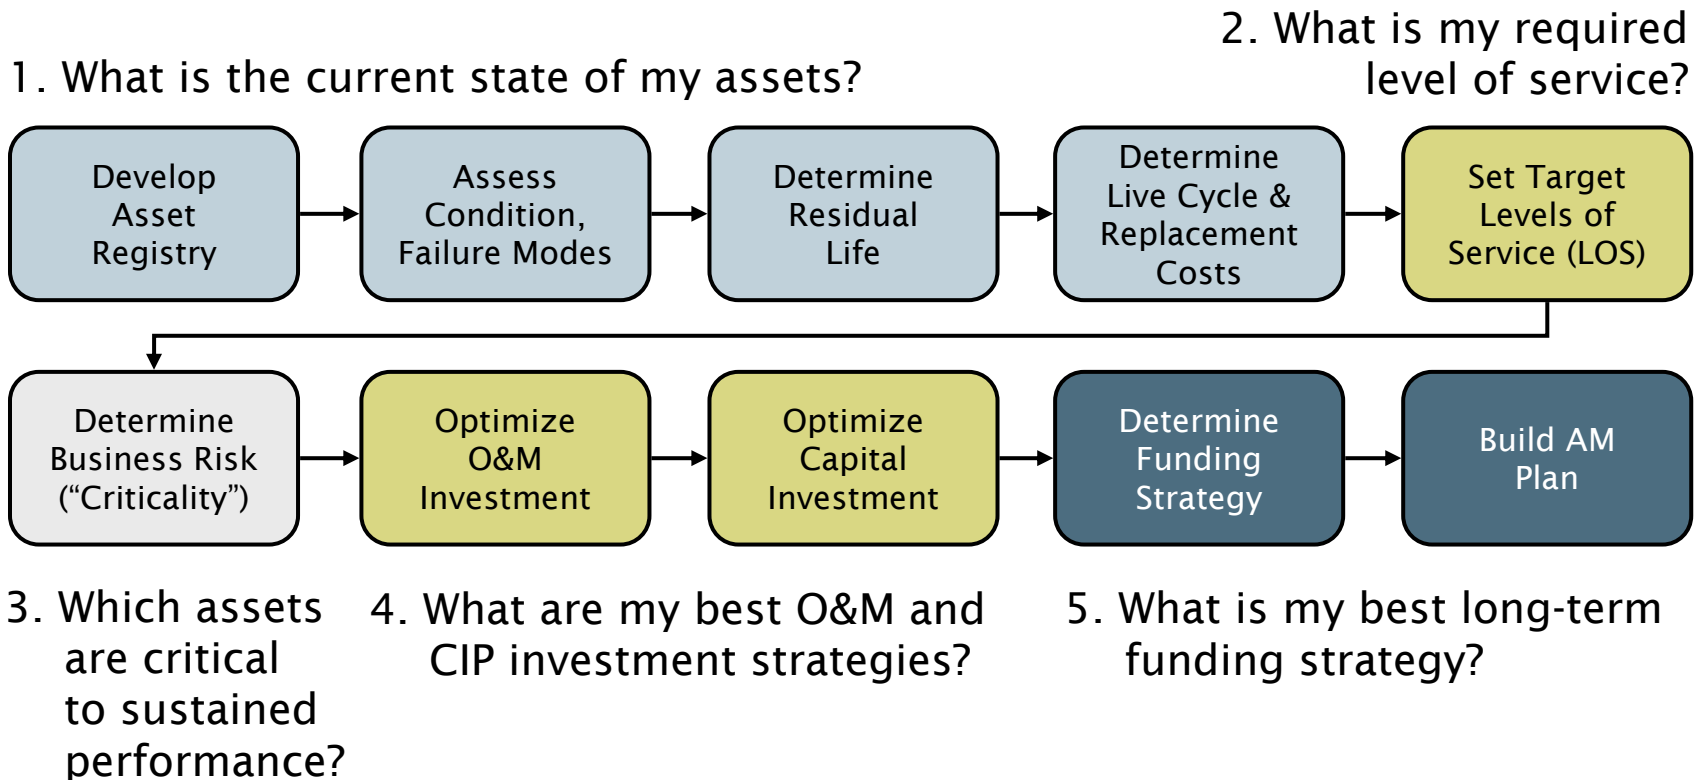 1. What is the current state of my assets?
2. What is my required
level of service?
Develop
Asset
Registry
Assess
Condition,
Failure Modes
Determine
Residual
Life
Determine
Live Cycle &
Replacement
Costs
Set Target
Levels of
Service (LOS)
Determine
Business Risk
(“Criticality”)
Optimize
O&M
Investment
Optimize
Capital
Investment
Determine
Funding
Strategy
Build AM
Plan
3. Which assets
are critical
to sustained
performance?
4. What are my best O&M and
CIP investment strategies?
5. What is my best long-term
funding strategy?